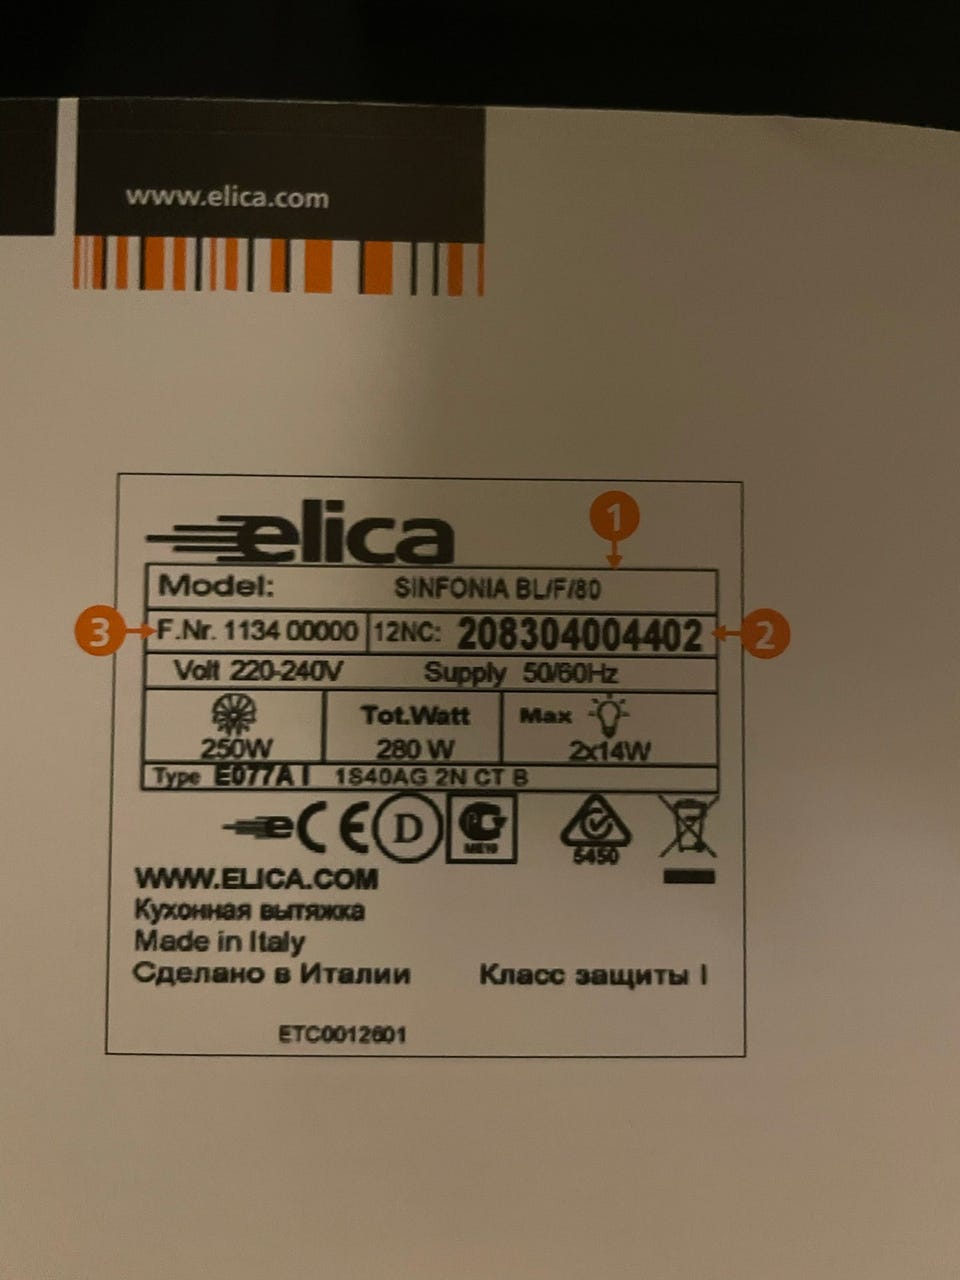 www.elica.com
elica
1
Model: SINFONIA BL/F/80
3 F.Nr. 1134 00000 12NC: 208304004402 2
Volt 220-240V Supply 50/60Hz
Tot.Watt Max
250W 280 W 2x14W
Type E077A I 1S40AG 2N CT B
e CE D ME10 5450
WWW.ELICA.COM
Кухонная вытяжка
Made in Italy
Сделано в Италии Класс защиты I
ETC0012601